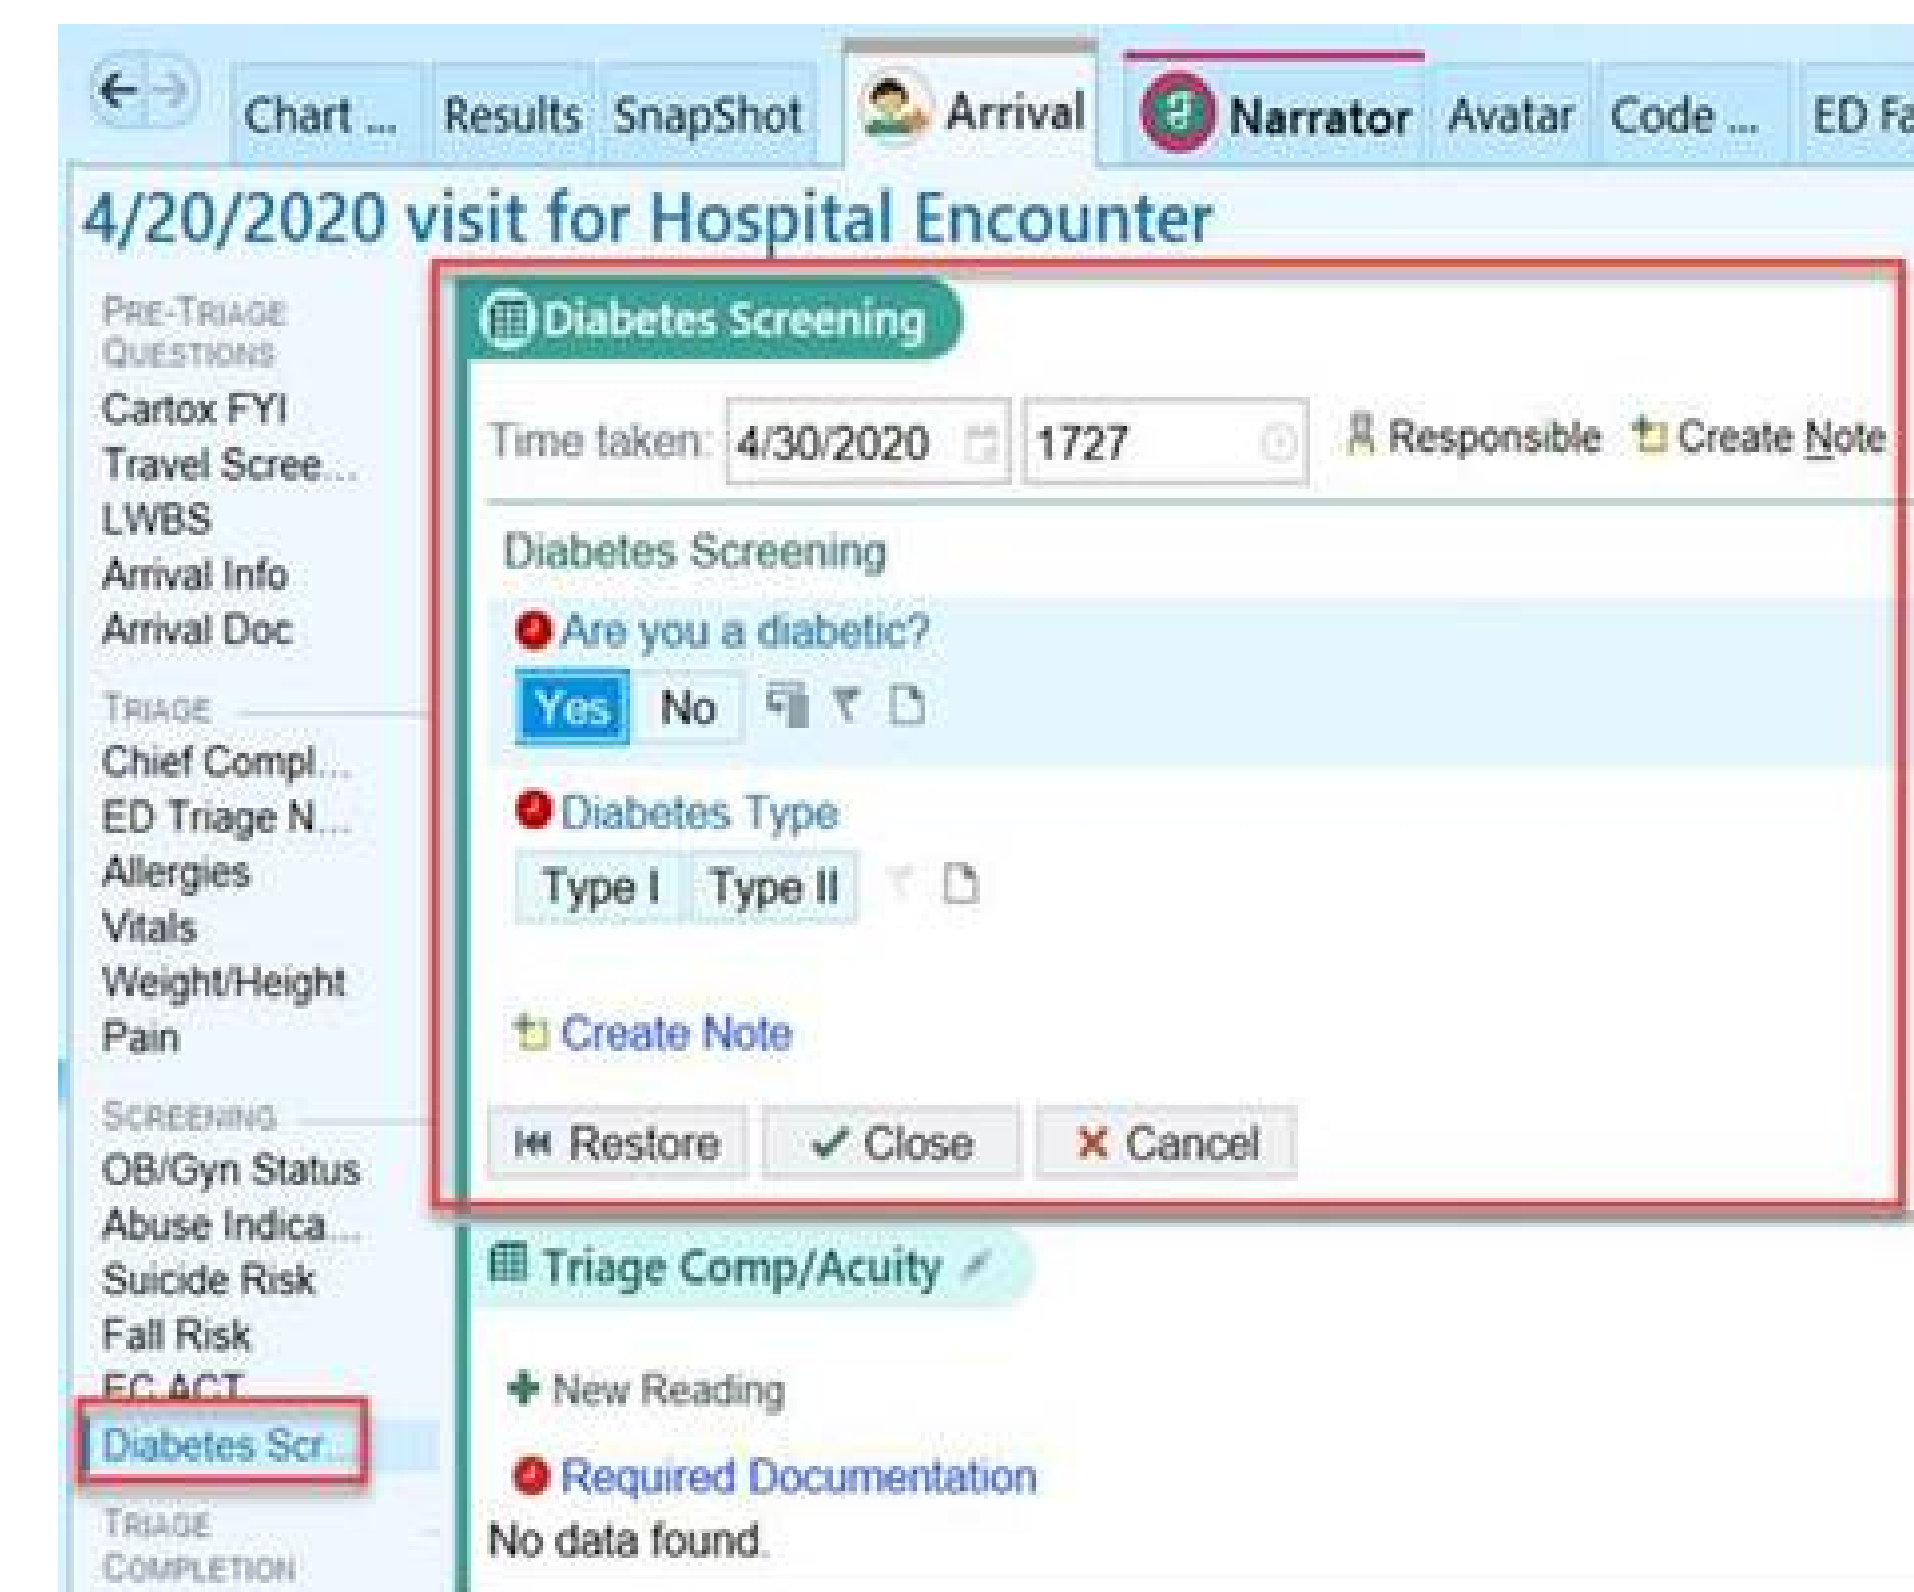 Chart ... Results SnapShot Arrival Narrator Avatar Code ... ED Fa
4/20/2020 visit for Hospital Encounter
PRE-TRIAGE
QUESTIONS
Cartox FYI
Travel Scree...
LWBS
Arrival Info
Arrival Doc
TRIAGE
Chief Compl...
ED Triage N...
Allergies
Vitals
Weight/Height
Pain
SCREENING
OB/Gyn Status
Abuse Indica...
Suicide Risk
Fall Risk
EC ACT
Diabetes Scr...
TRIAGE
COMPLETION
Diabetes Screening
Time taken: 4/30/2020 1727 Responsible Create Note
Diabetes Screening
Are you a diabetic?
Yes No
Diabetes Type
Type I Type II
Create Note
Restore Close Cancel
Triage Comp/Acuity
New Reading
Required Documentation
No data found.